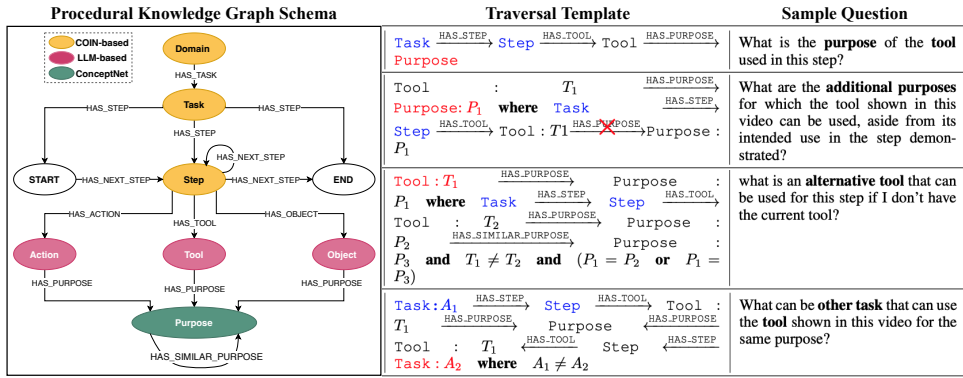 Procedural Knowledge Graph Schema
COIN-based
LLM-based
ConceptNet
Domain
HAS_TASK
Task
HAS_STEP
HAS_STEP
HAS_STEP
HAS_NEXT_STEP
START
HAS_NEXT_STEP
Step
HAS_NEXT_STEP
END
HAS_ACTION
HAS_TOOL
HAS_OBJECT
Action
Tool
Object
HAS_PURPOSE
HAS_PURPOSE
HAS_PURPOSE
Purpose
HAS_SIMILAR_PURPOSE
Traversal Template
Task HAS_STEP Step HAS_TOOL Tool HAS_PURPOSE
Purpose
Tool : T1 HAS_PURPOSE
Purpose: P1 where Task HAS_STEP
Step HAS_TOOL Tool : T1 HAS_PURPOSE Purpose :
P1
Tool : T1 HAS_PURPOSE Purpose :
P1 where Task HAS_STEP Step HAS_TOOL
Tool : T2 HAS_PURPOSE Purpose :
P2 HAS_SIMILAR_PURPOSE Purpose :
P3 and T1 ≠ T2 and (P1 = P2 or P1 =
P3)
Task: A1 HAS_STEP Step HAS_TOOL Tool :
T1 HAS_PURPOSE Purpose HAS_PURPOSE
Tool : T1 HAS_TOOL Step HAS_STEP
Task : A2 where A1 ≠ A2
Sample Question
What is the purpose of the tool
used in this step?
What are the additional purposes
for which the tool shown in this
video can be used, aside from its
intended use in the step demon-
strated?
what is an alternative tool that can
be used for this step if I don't have
the current tool?
What can be other task that can use
the tool shown in this video for the
same purpose?